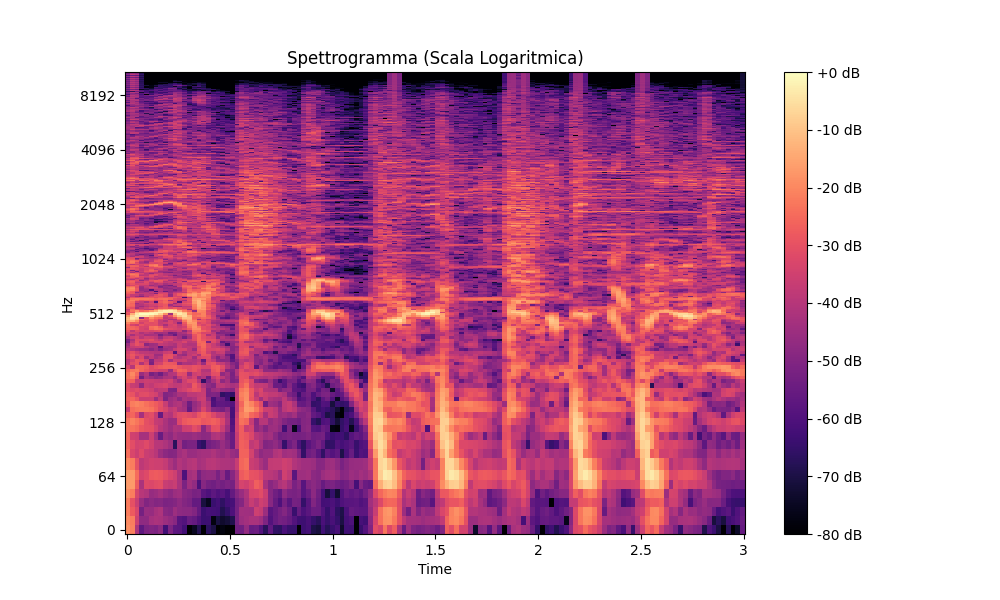 Spettrogramma (Scala Logaritmica)
Hz
8192
4096
2048
1024
512
256
128
64
0
0
0.5
1
1.5
2
2.5
3
Time
+0 dB
-10 dB
-20 dB
-30 dB
-40 dB
-50 dB
-60 dB
-70 dB
-80 dB